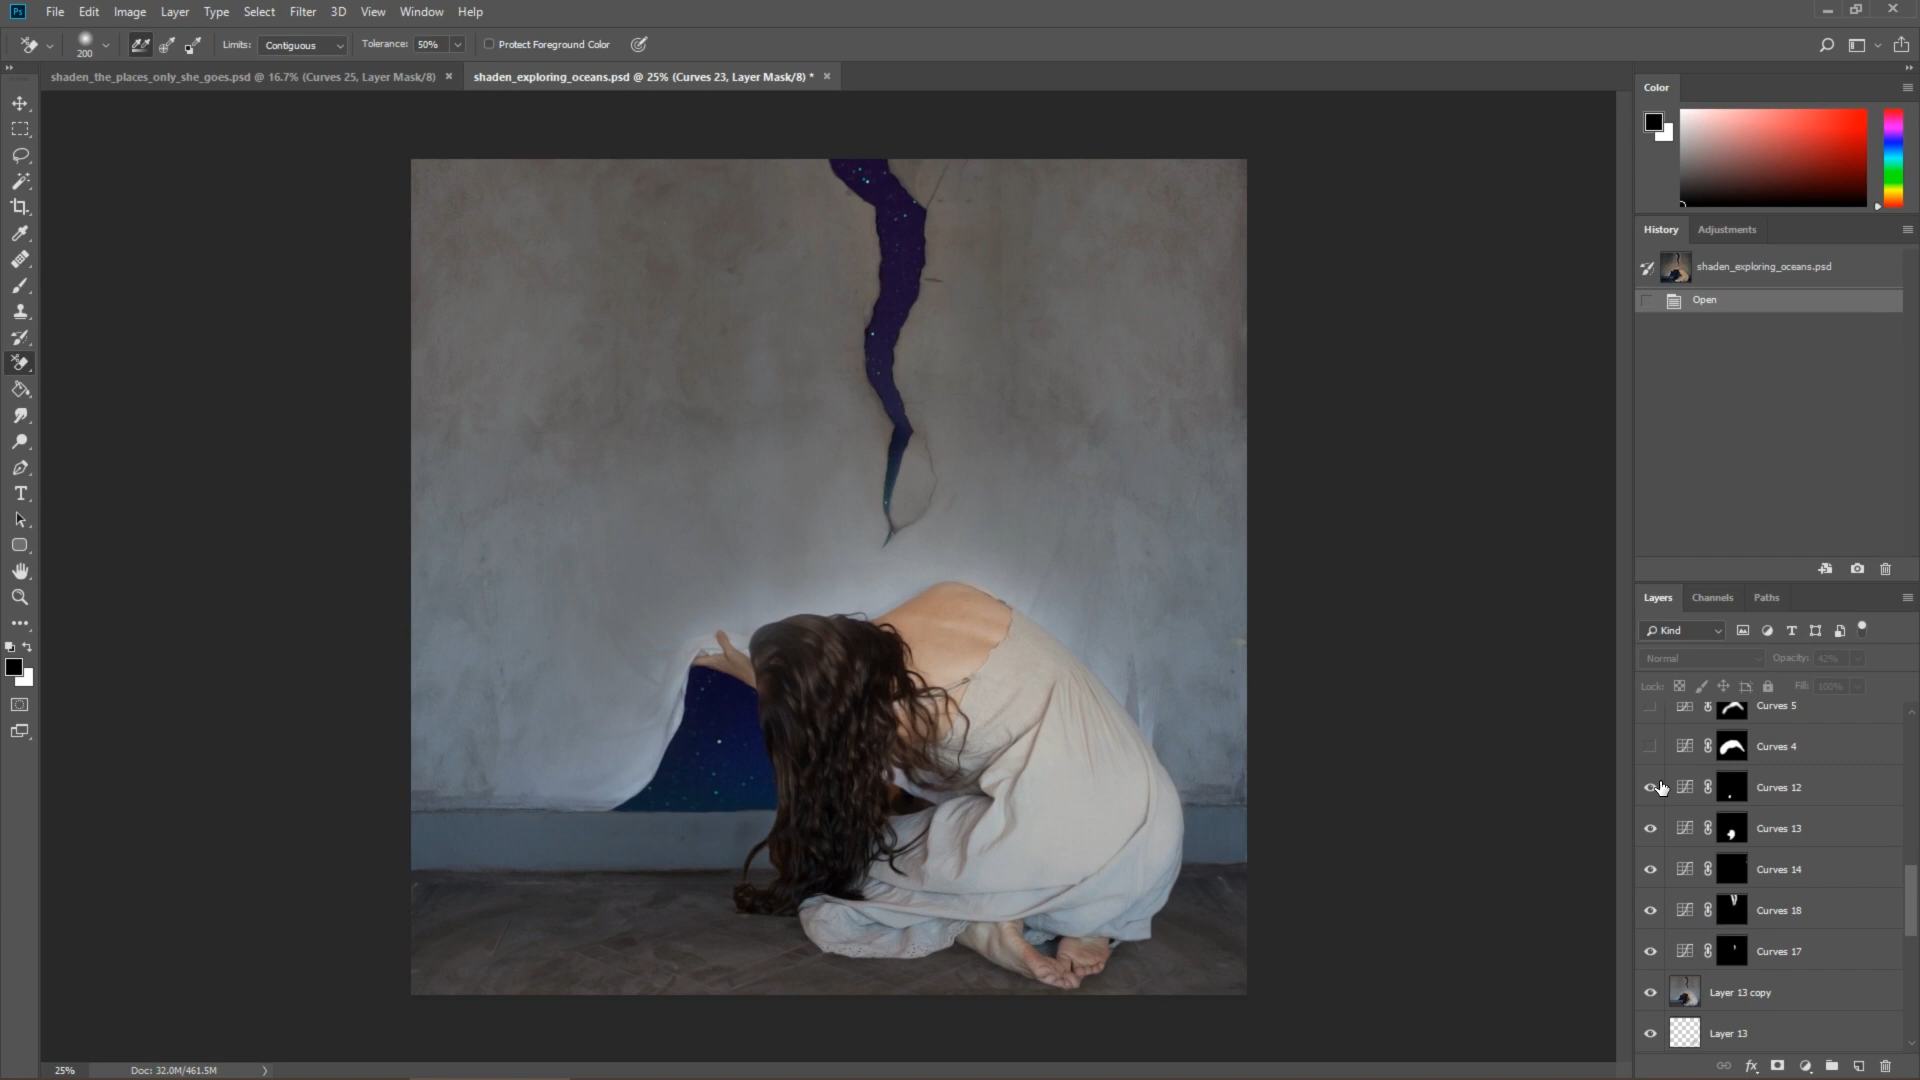 Ps File Edit Image Layer Type Select Filter 3D View Window Help
200 Limits: Contiguous Tolerance: 50% Protect Foreground Color
shaden_the_places_only_she_goes.psd @ 16.7% (Curves 25, Layer Mask/8) × shaden_exploring_oceans.psd @ 25% (Curves 23, Layer Mask/8) * ×
Color
History Adjustments
shaden_exploring_oceans.psd
Open
Layers Channels Paths
Kind
Normal Opacity: 42%
Lock: Fill: 100%
Curves 5
Curves 4
Curves 12
Curves 13
Curves 14
Curves 18
Curves 17
Layer 13 copy
Layer 13
25% Doc: 32.0M/461.5M